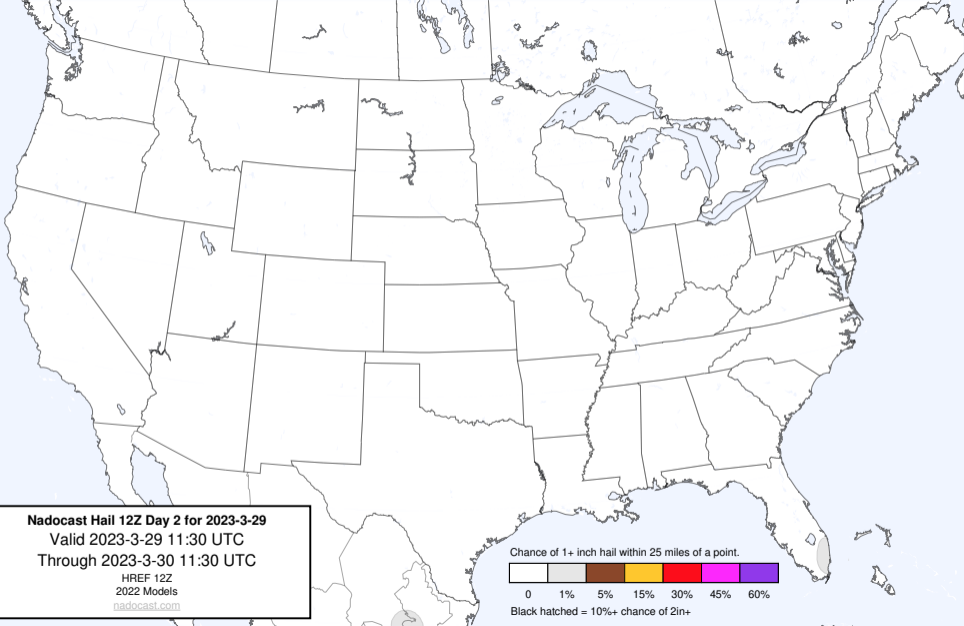 Nadocast Hail 12Z Day 2 for 2023-3-29
Valid 2023-3-29 11:30 UTC
Through 2023-3-30 11:30 UTC
HREF 12Z
2022 Models
nadocast.com
Chance of 1+ inch hail within 25 miles of a point.
0 1% 5% 15% 30% 45% 60%
Black hatched = 10%+ chance of 2in+